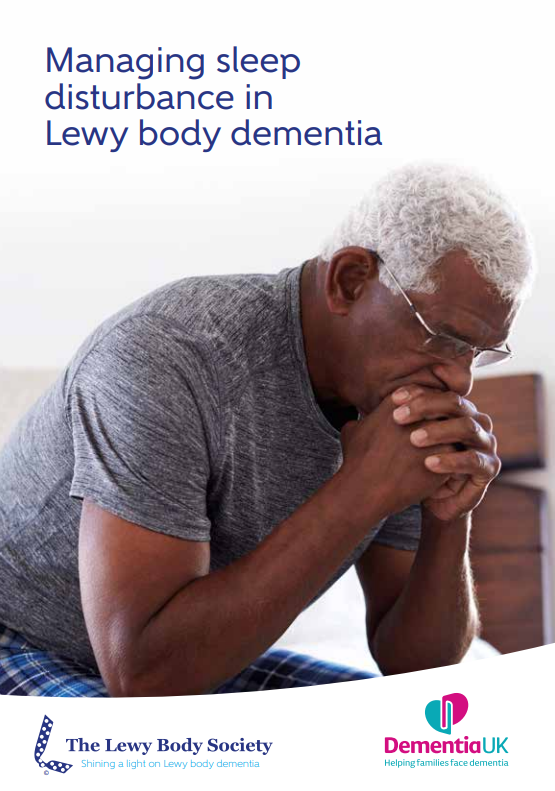 Managing sleep
disturbance in
Lewy body dementia
The Lewy Body Society
Shining a light on Lewy body dementia
©
DementiaUK
Helping families face dementia